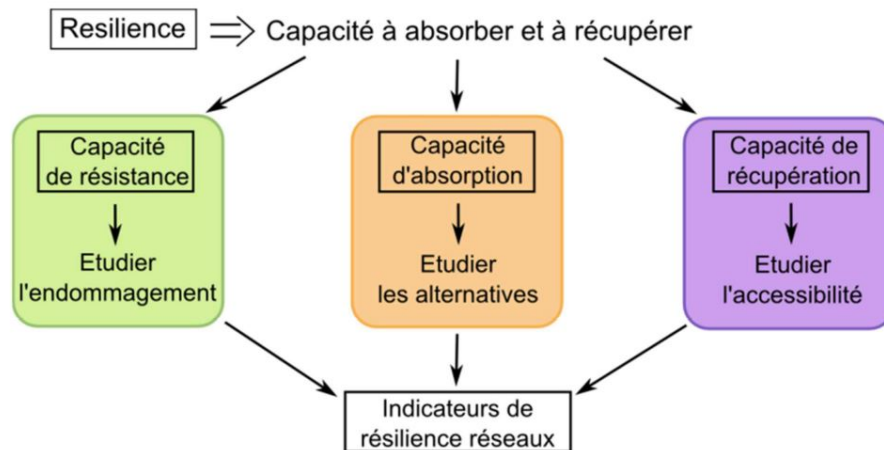 Resilience
Capacité à absorber et à récupérer
Capacité
de résistance
Etudier
l'endommagement
Capacité
d'absorption
Etudier
les alternatives
Capacité de
récupération
Etudier
l'accessibilité
Indicateurs de
résilience réseaux